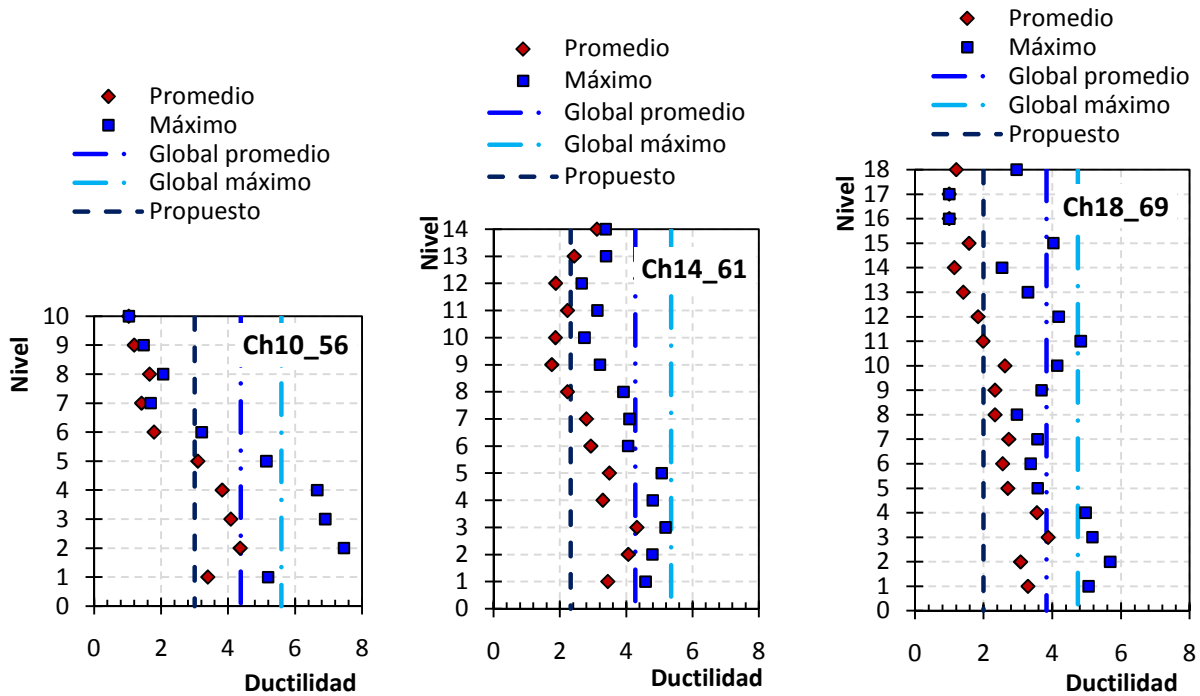 Promedio
Máximo
Global promedio
Global máximo
Propuesto
Nivel
10
9
8
7
6
5
4
3
2
1
0
Ch10_56
0 2 4 6 8
Ductilidad
Promedio
Máximo
Global promedio
Global máximo
Propuesto
Nivel
14
13
12
11
10
9
8
7
6
5
4
3
2
1
0
Ch14_61
0 2 4 6 8
Ductilidad
Promedio
Máximo
Global promedio
Global máximo
Propuesto
Nivel
18
17
16
15
14
13
12
11
10
9
8
7
6
5
4
3
2
1
0
Ch18_69
0 2 4 6 8
Ductilidad